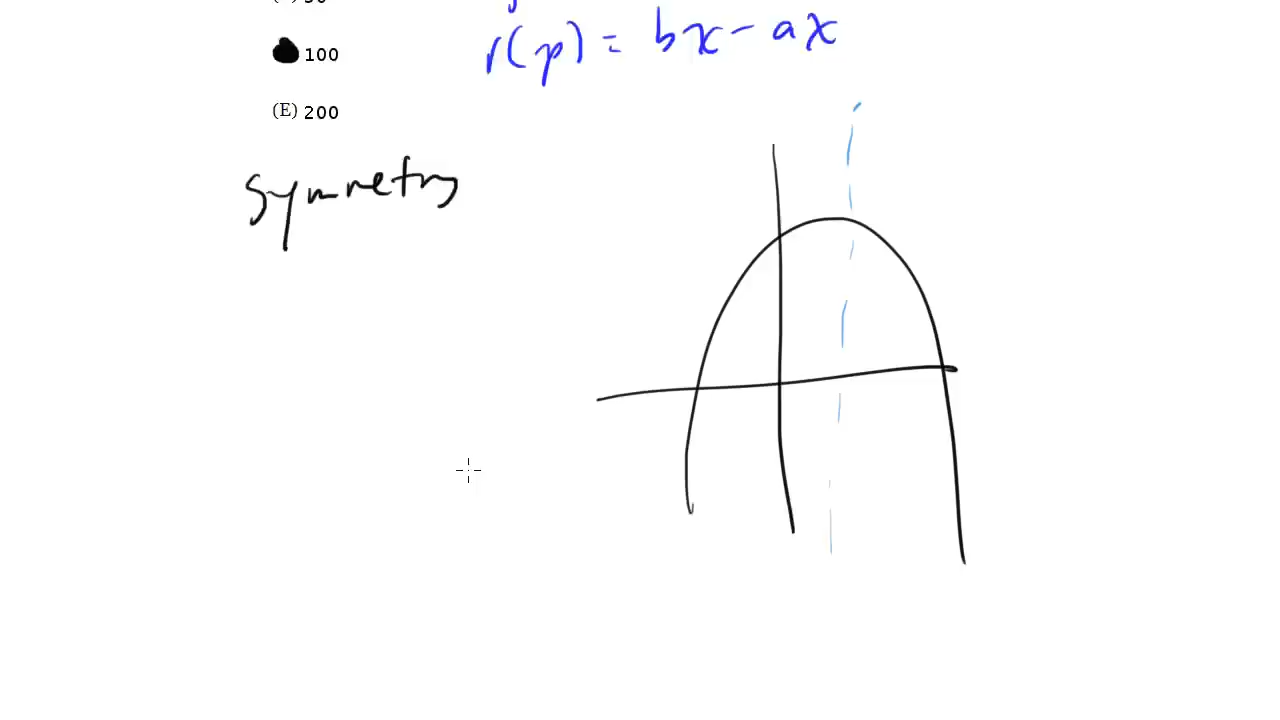 r(p) = bx - ax
100
(E) 200
symmetry